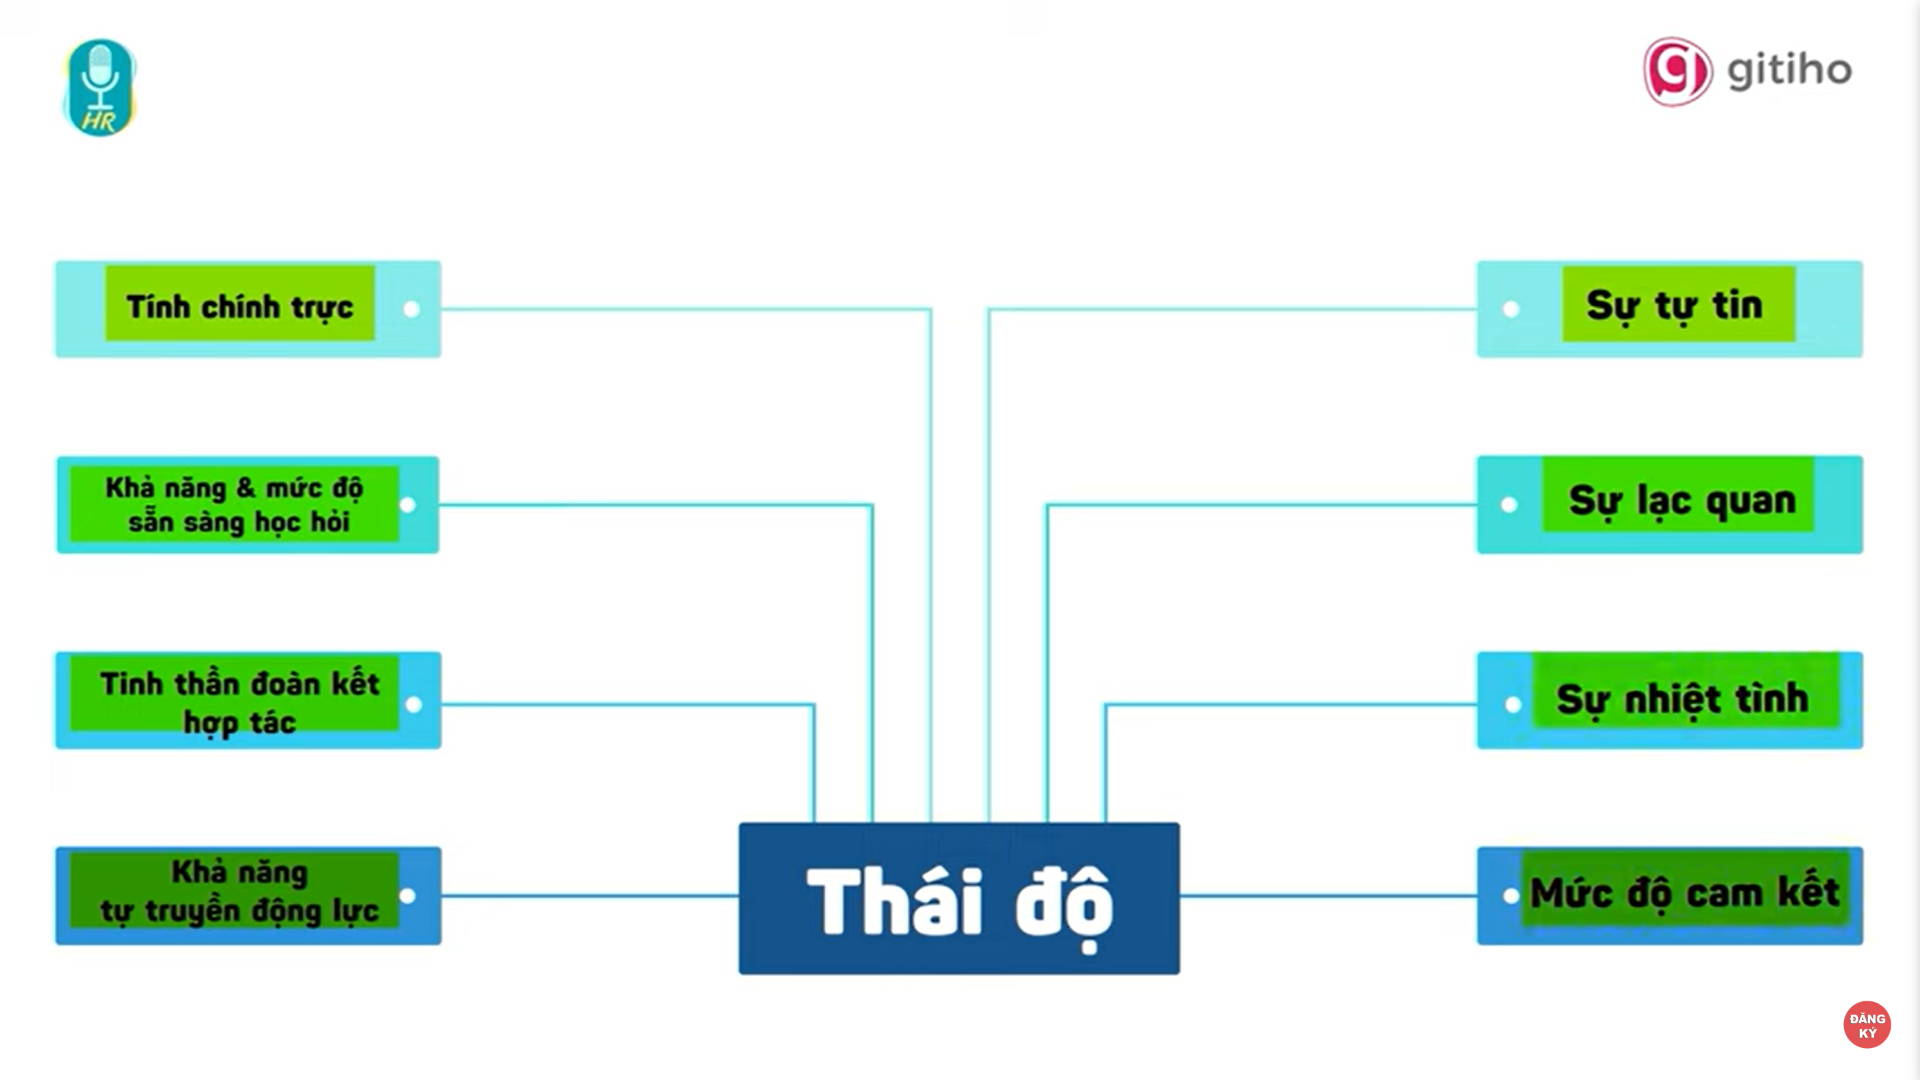 HR
gitiho
Tính chính trực
Sự tự tin
Khả năng & mức độ
sẵn sàng học hỏi
Sự lạc quan
Tinh thần đoàn kết
hợp tác
Sự nhiệt tình
Khả năng
tự truyền động lực
Thái độ
Mức độ cam kết
ĐĂNG
KÝ